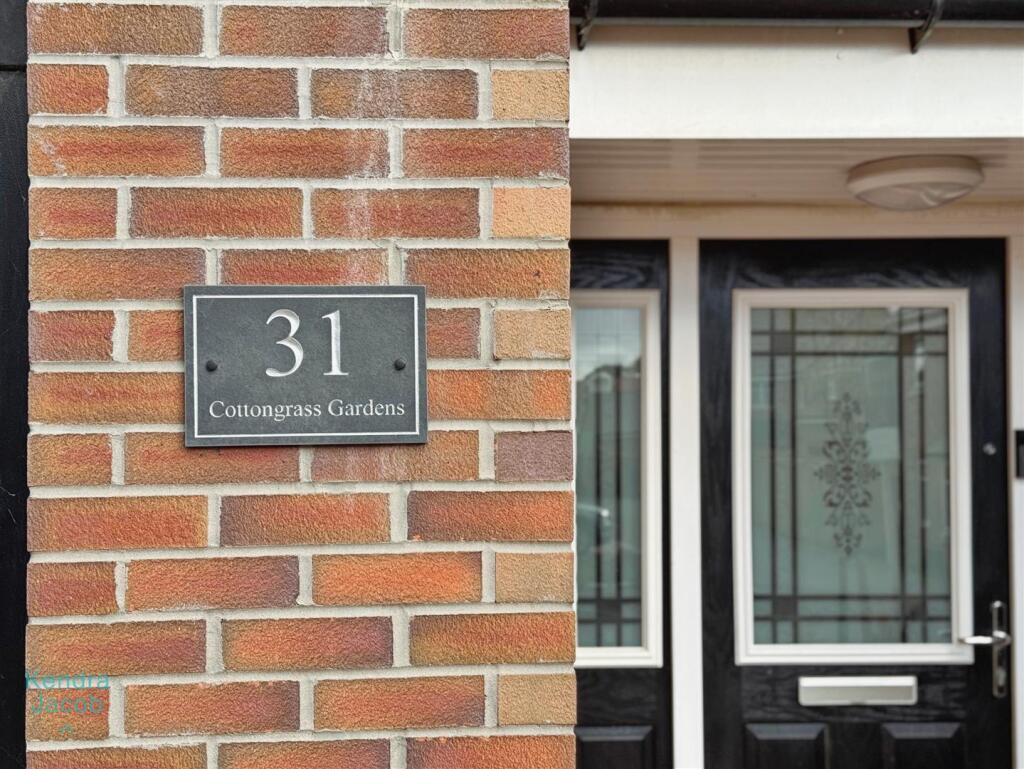 31
Cottongrass Gardens
Kendra
Jacob